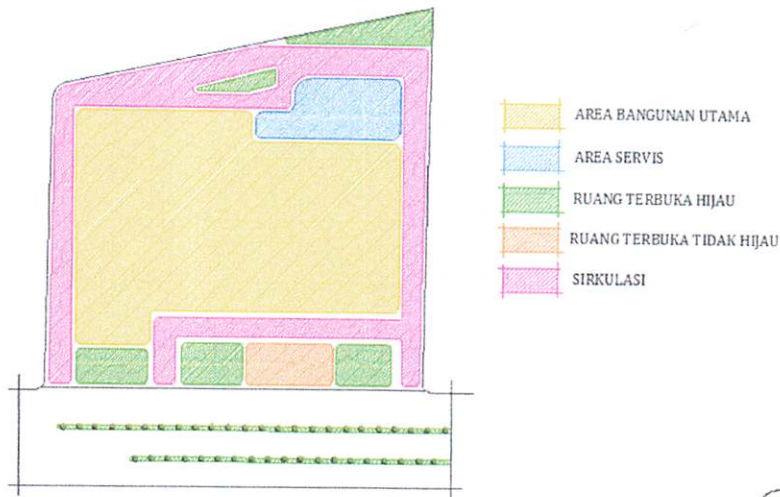 AREA BANGUNAN UTAMA
AREA SERVIS
RUANG TERBUKA HIJAU
RUANG TERBUKA TIDAK HIJAU
SIRKULASI